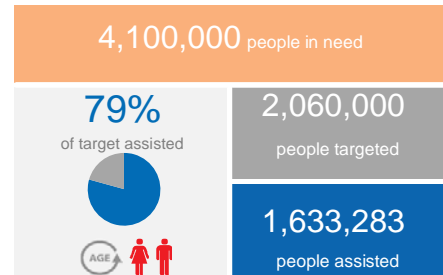 4,100,000 people in need
79%
of target assisted
AGE
2,060,000
people targeted
1,633,283
people assisted